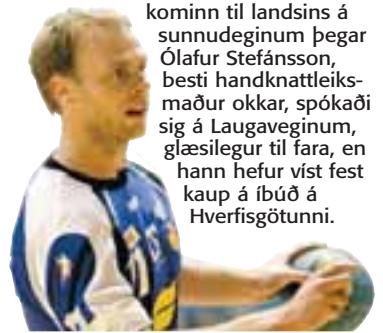 kominn til landsins á
sunnudeginum þegar
Ólafur Stefánsson,
besti handknattleiks-
maður okkar, spókaði
sig á Laugaveginum,
glæsilegur til fara, en
hann hefur víst fest
kaup á íbúð á
Hverfisgötunni.